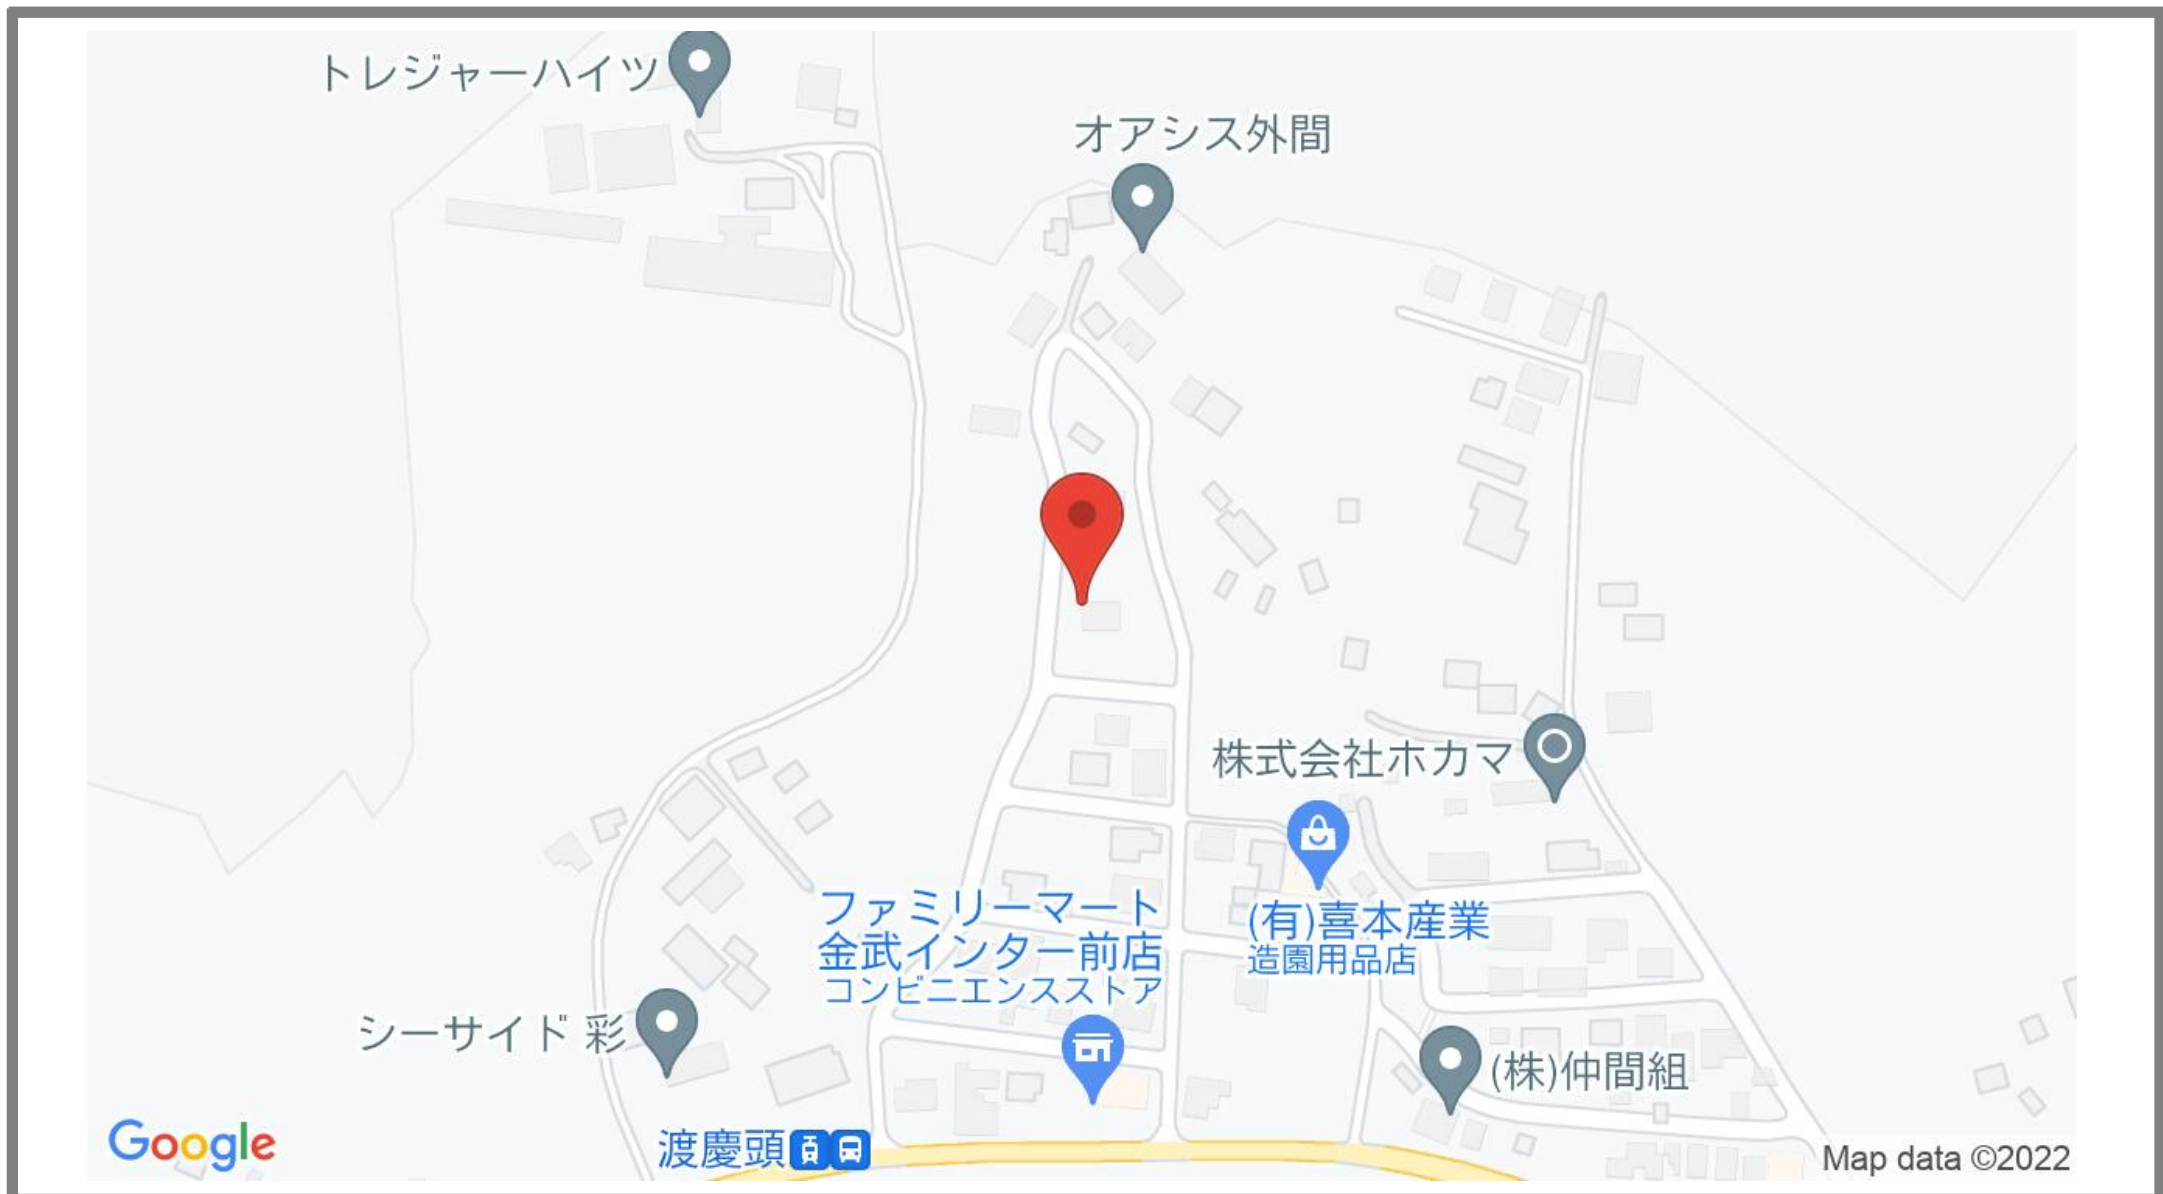 トレジャーハイツ
オアシス外間
株式会社ホカマ
ファミリーマート
金武インター前店
コンビニエンスストア
(有)喜本産業
造園用品店
シーサイド 彩
(株)仲間組
渡慶頭
Google
Map data ©2022